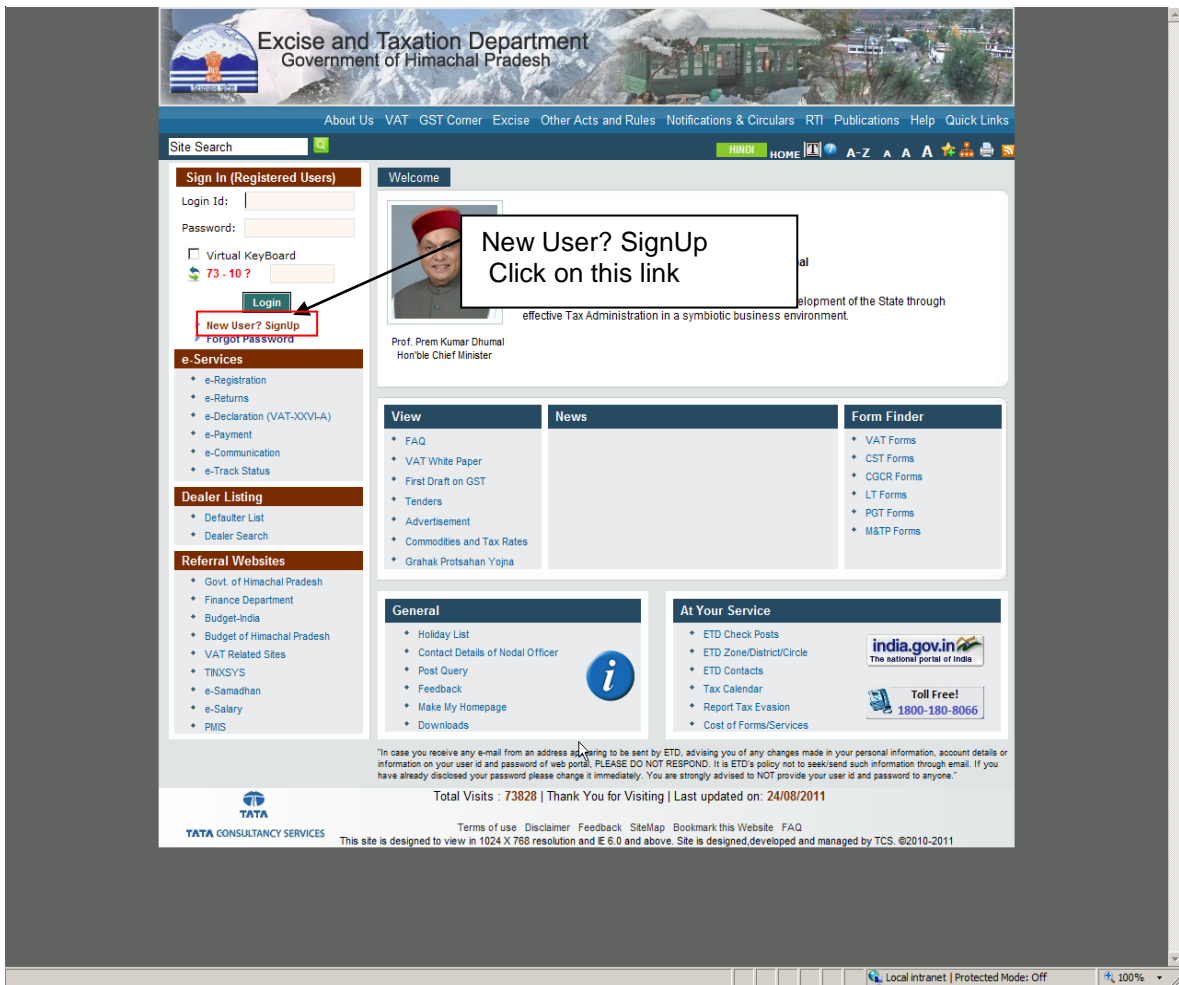 Excise and Taxation Department
Government of Himachal Pradesh
About Us VAT GST Corner Excise Other Acts and Rules Notifications & Circulars RTI Publications Help Quick Links
Site Search
HINDI HOME T ? A-Z A A A
Sign In (Registered Users)
Login Id:
Password:
Virtual KeyBoard
73 - 10 ?
Login
New User? SignUp
Forgot Password
e-Services
e-Registration
e-Returns
e-Declaration (VAT-XXVI-A)
e-Payment
e-Communication
e-Track Status
Dealer Listing
Defaulter List
Dealer Search
Referral Websites
Govt. of Himachal Pradesh
Finance Department
Budget-India
Budget of Himachal Pradesh
VAT Related Sites
TINXSYS
e-Samadhan
e-Salary
PMIS
Welcome
New User? SignUp
Click on this link
al
elopment of the State through
effective Tax Administration in a symbiotic business environment.
Prof. Prem Kumar Dhumal
Hon'ble Chief Minister
View
FAQ
VAT White Paper
First Draft on GST
Tenders
Advertisement
Commodities and Tax Rates
Grahak Protsahan Yojna
News
Form Finder
VAT Forms
CST Forms
CGCR Forms
LT Forms
PGT Forms
M&TP Forms
General
Holiday List
Contact Details of Nodal Officer
Post Query
Feedback
Make My Homepage
Downloads
i
At Your Service
ETD Check Posts
ETD Zone/District/Circle
ETD Contacts
Tax Calendar
Report Tax Evasion
Cost of Forms/Services
india.gov.in
The national portal of India
Toll Free!
1800-180-8066
"In case you receive any e-mail from an address appearing to be sent by ETD, advising you of any changes made in your personal information, account details or
information on your user id and password of web portal, PLEASE DO NOT RESPOND. It is ETD's policy not to seek/send such information through email. If you
have already disclosed your password please change it immediately. You are strongly advised to NOT provide your user id and password to anyone."
Total Visits : 73828 | Thank You for Visiting | Last updated on: 24/08/2011
TATA
TATA CONSULTANCY SERVICES
Terms of use Disclaimer Feedback SiteMap Bookmark this Website FAQ
This site is designed to view in 1024 X 768 resolution and IE 6.0 and above. Site is designed,developed and managed by TCS. ©2010-2011
Local intranet | Protected Mode: Off
100%